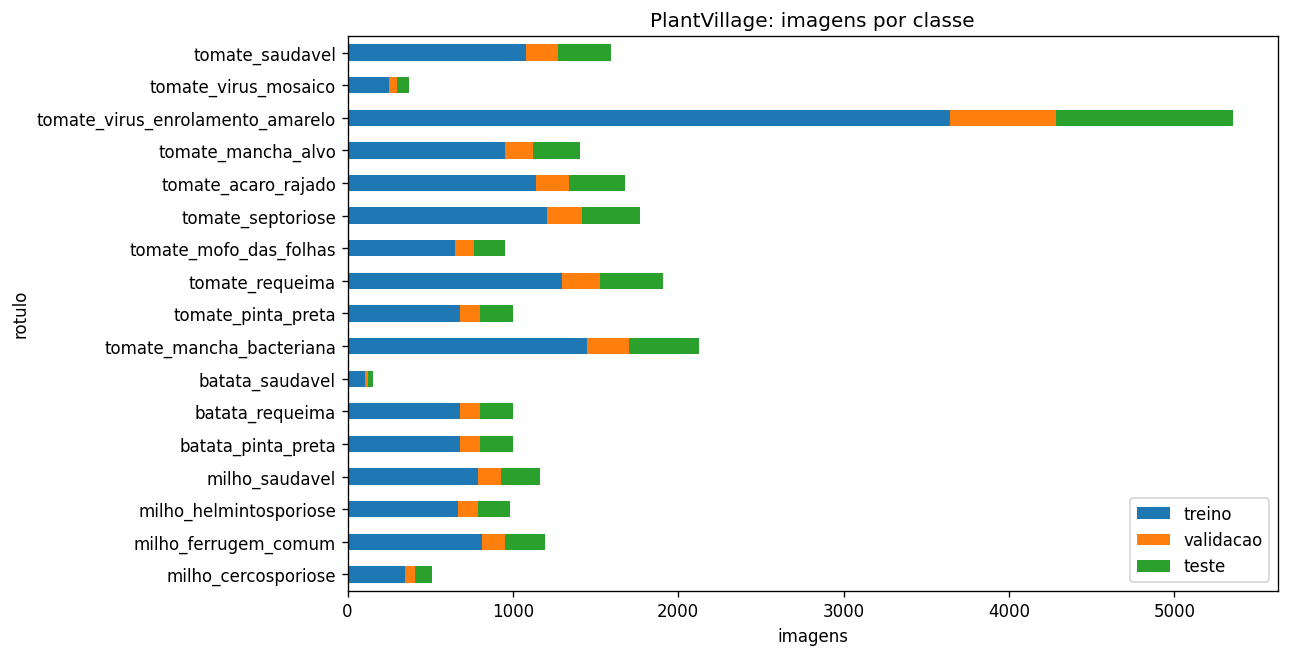 PlantVillage: imagens por classe
tomate_saudavel
tomate_virus_mosaico
tomate_virus_enrolamento_amarelo
tomate_mancha_alvo
tomate_acaro_rajado
tomate_septoriose
tomate_mofo_das_folhas
tomate_requeima
tomate_pinta_preta
tomate_mancha_bacteriana
batata_saudavel
batata_requeima
batata_pinta_preta
milho_saudavel
milho_helmintosporiose
milho_ferrugem_comum
milho_cercosporiose
rotulo
treino
validacao
teste
0 1000 2000 3000 4000 5000
imagens